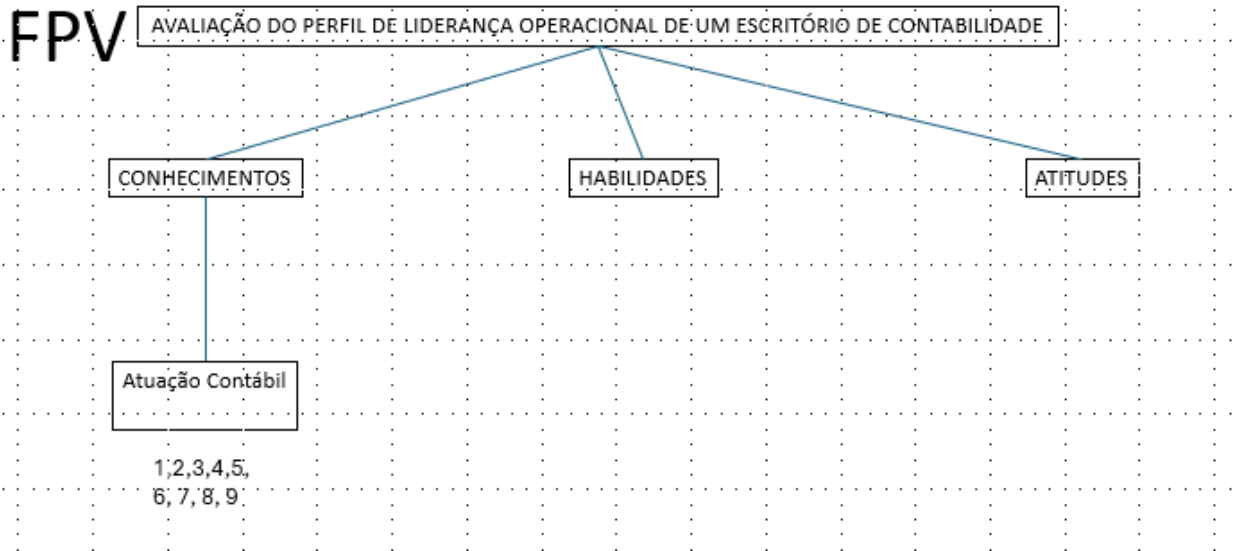 FPV
AVALIAÇÃO DO PERFIL DE LIDERANÇA OPERACIONAL DE UM ESCRITÓRIO DE CONTABILIDADE
CONHECIMENTOS
HABILIDADES
ATITUDES
Atuação Contábil
1,2,3,4,5,
6, 7, 8, 9